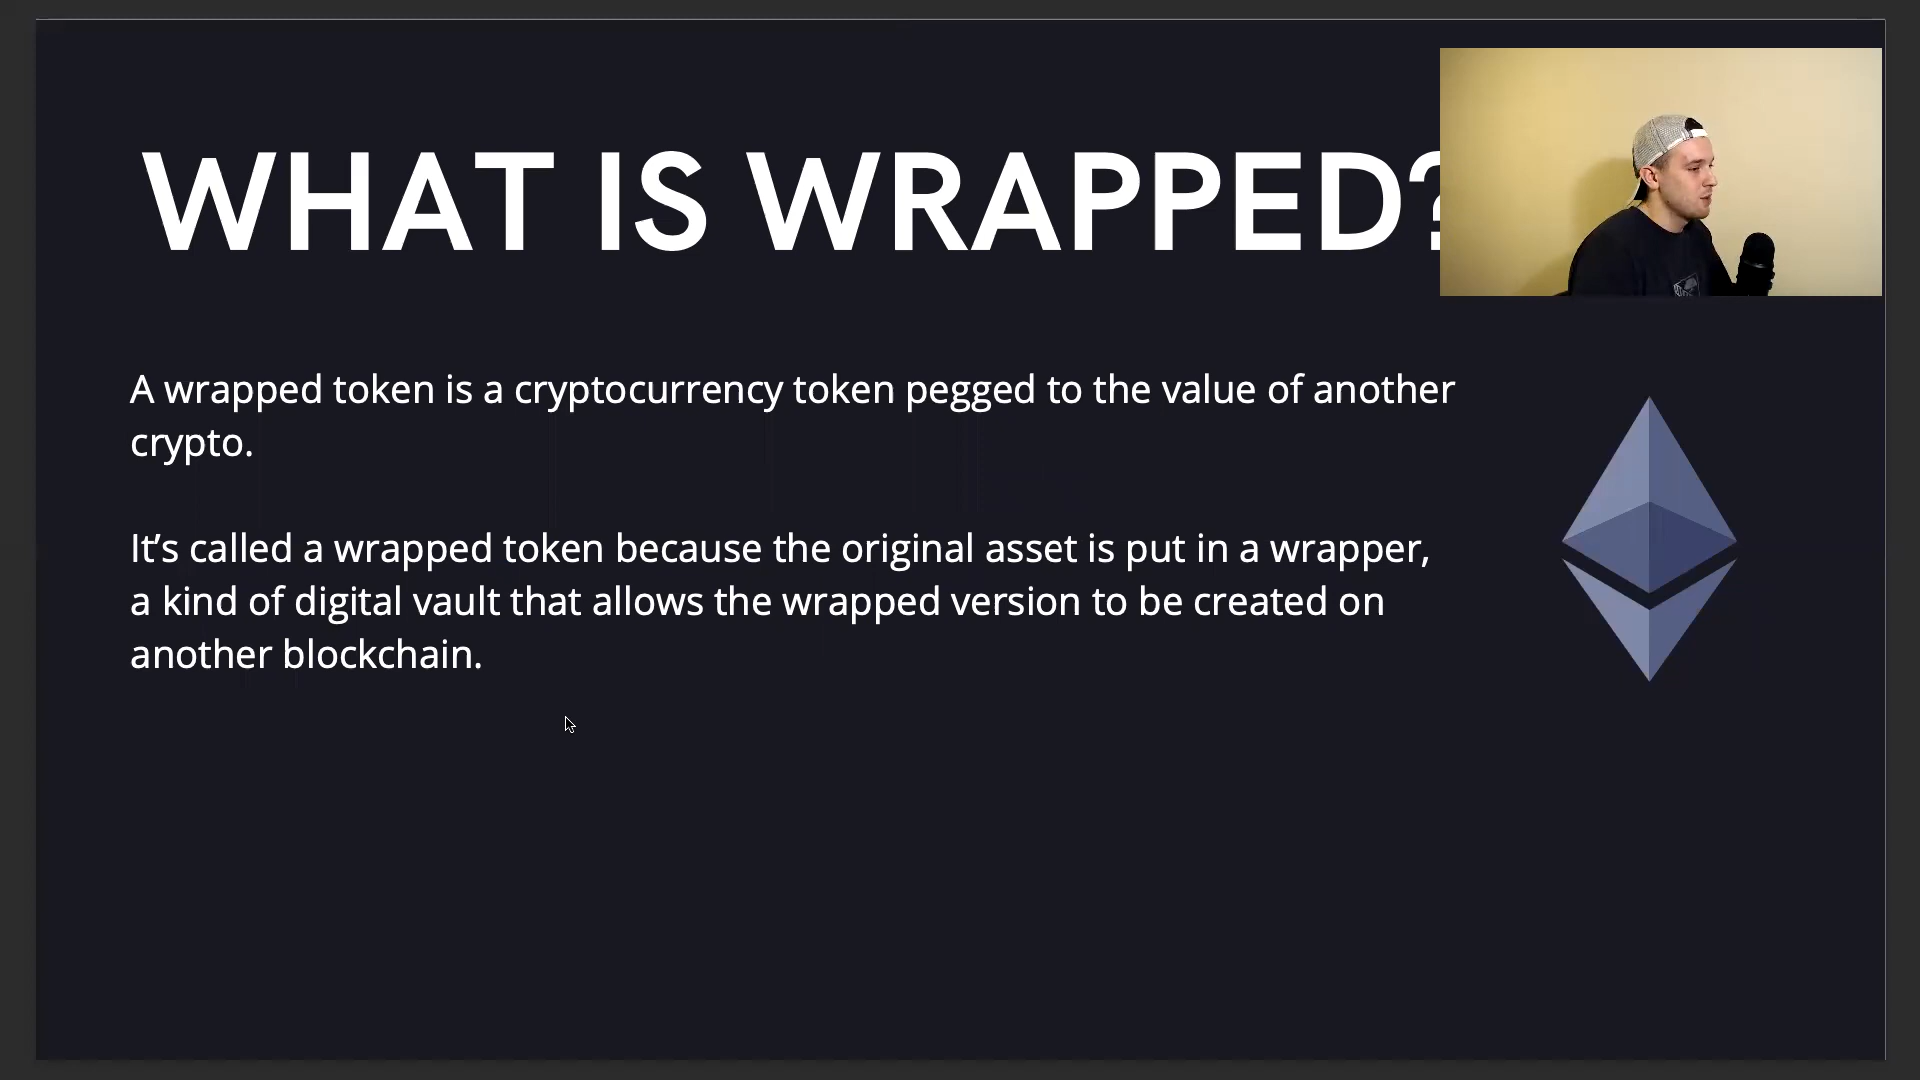 WHAT IS WRAPPED?
A wrapped token is a cryptocurrency token pegged to the value of another
crypto.
It’s called a wrapped token because the original asset is put in a wrapper,
a kind of digital vault that allows the wrapped version to be created on
another blockchain.